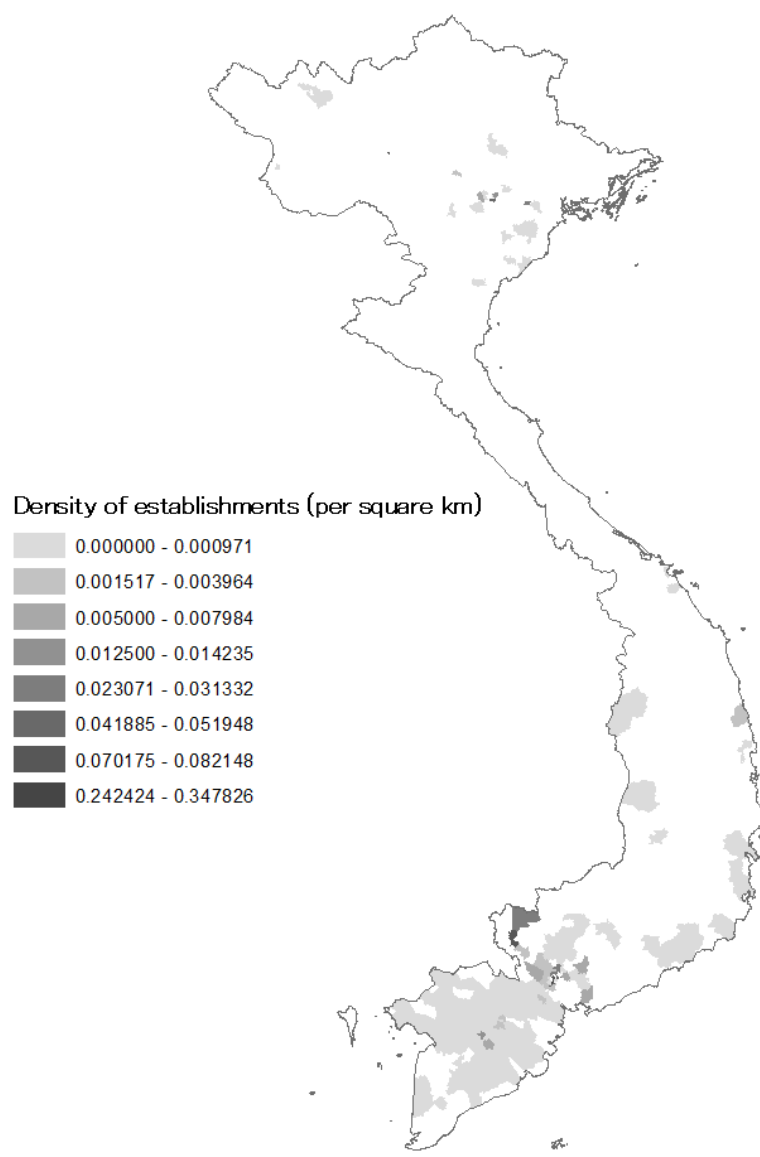 Density of establishments (per square km)
0.000000 - 0.000971
0.001517 - 0.003964
0.005000 - 0.007984
0.012500 - 0.014235
0.023071 - 0.031332
0.041885 - 0.051948
0.070175 - 0.082148
0.242424 - 0.347826